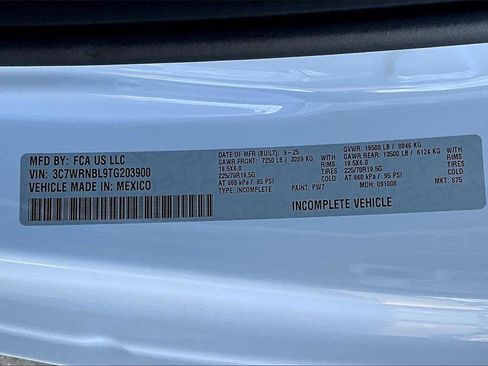 MFD BY: FCA US LLC
VIN: 3C7WRNBL9TG203900
VEHICLE MADE IN: MEXICO
DATE OF MFR (BUILT): 9-25
GAWR FRONT: 7250 LB / 3289 KG WITH
19.5X6.0 RIMS
225/70R19.5G TIRES
AT 660 kPa / 95 PSI COLD
TYPE: INCOMPLETE PAINT: PW7
GVWR: 19500 LB / 8846 KG
GAWR REAR: 13500 LB / 6124 KG WITH
19.5X6.0 RIMS
225/70R19.5G TIRES
AT 660 kPa / 95 PSI COLD
MDH: 091008 MKT: 675
INCOMPLETE VEHICLE